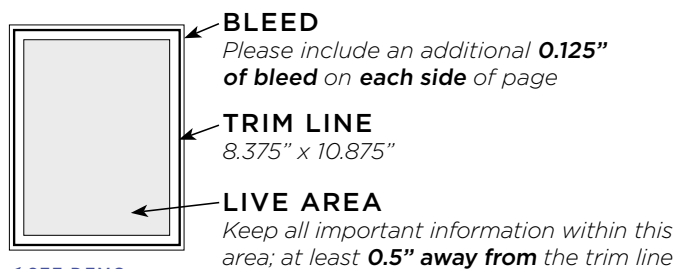 BLEED
Please include an additional 0.125”
of bleed on each side of page
TRIM LINE
8.375” x 10.875”
LIVE AREA
Keep all important information within this
area; at least 0.5” away from the trim line